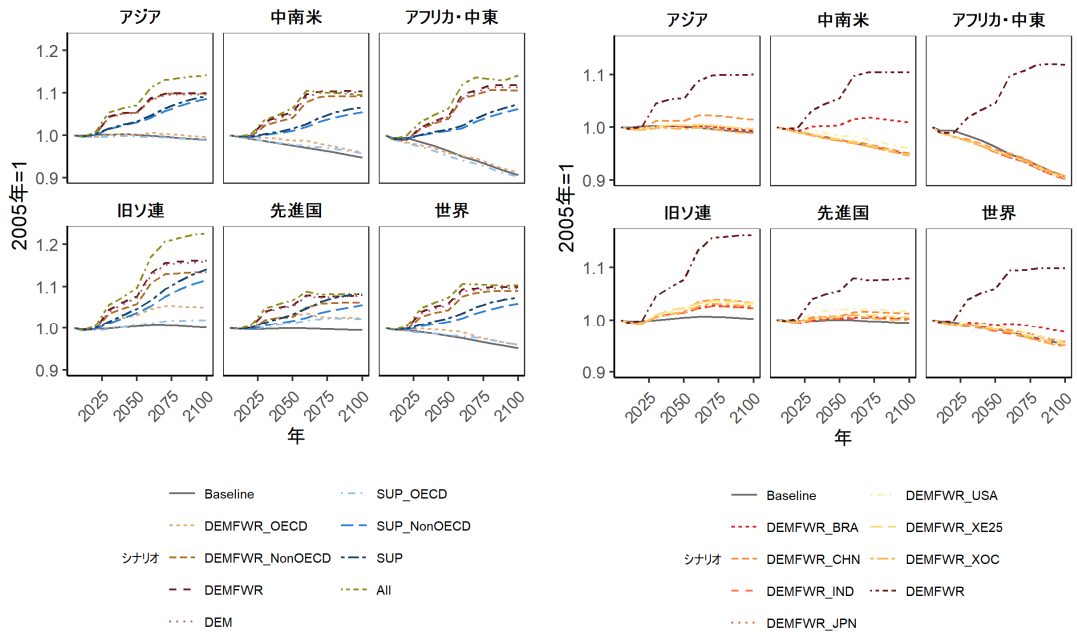 アジア
中南米
アフリカ・中東
旧ソ連
先進国
世界
2005年=1
1.2
1.1
1.0
0.9
1.2
1.1
1.0
0.9
2025
2050
2075
2100
2025
2050
2075
2100
2025
2050
2075
2100
年
シナリオ
Baseline
DEMFWR_OECD
DEMFWR_NonOECD
DEMFWR
DEM
SUP_OECD
SUP_NonOECD
SUP
All
アジア
中南米
アフリカ・中東
旧ソ連
先進国
世界
2005年=1
1.1
1.0
0.9
1.1
1.0
0.9
2025
2050
2075
2100
2025
2050
2075
2100
2025
2050
2075
2100
年
シナリオ
Baseline
DEMFWR_BRA
DEMFWR_CHN
DEMFWR_IND
DEMFWR_JPN
DEMFWR_USA
DEMFWR_XE25
DEMFWR_XOC
DEMFWR